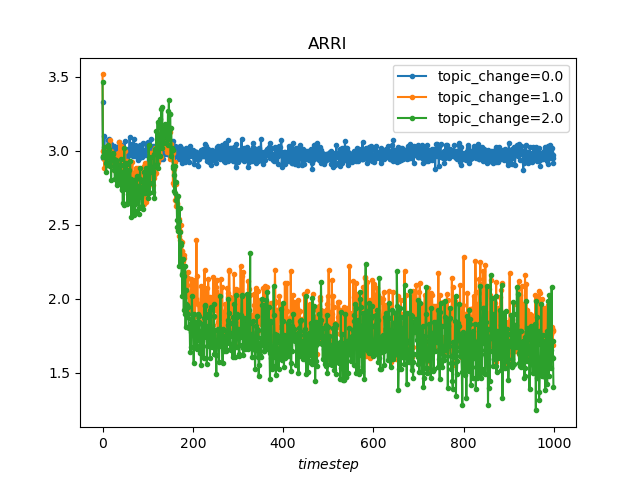 ARRI
topic_change=0.0
topic_change=1.0
topic_change=2.0
3.5
3.0
2.5
2.0
1.5
0 200 400 600 800 1000
timestep